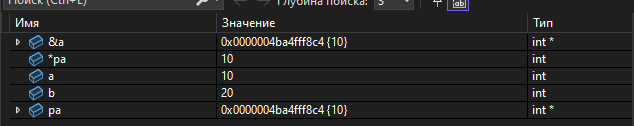 Поиск (Ctrl+E) Глубина поиска: 3
Имя Значение Тип
&a 0x0000004ba4fff8c4 {10} int *
*pa 10 int
a 10 int
b 20 int
pa 0x0000004ba4fff8c4 {10} int *